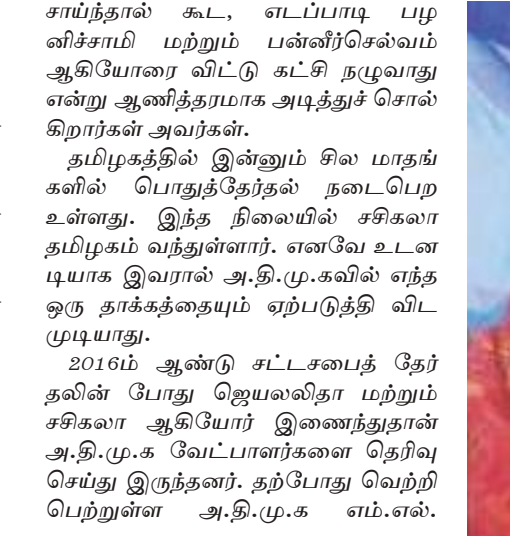 சாய்ந்தால் கூட, எடப்பாடி பழ
னிச்சாமி மற்றும் பன்னீர்செல்வம்
ஆகியோரை விட்டு கட்சி நழுவாது
என்று ஆணித்தரமாக அடித்துச் சொல்
கிறார்கள் அவர்கள்.
தமிழகத்தில் இன்னும் சில மாதங்
களில் பொதுத்தேர்தல் நடைபெற
உள்ளது. இந்த நிலையில் சசிகலா
தமிழகம் வந்துள்ளார். எனவே உடன
டியாக இவரால் அ.தி.மு.கவில் எந்த
ஒரு தாக்கத்தையும் ஏற்படுத்தி விட
முடியாது.
2016ம் ஆண்டு சட்டசபைத் தேர்
தலின் போது ஜெயலலிதா மற்றும்
சசிகலா ஆகியோர் இணைந்துதான்
அ.தி.மு.க வேட்பாளர்களை தெரிவு
செய்து இருந்தனர். தற்போது வெற்றி
பெற்றுள்ள அ.தி.மு.க எம்.எல்.